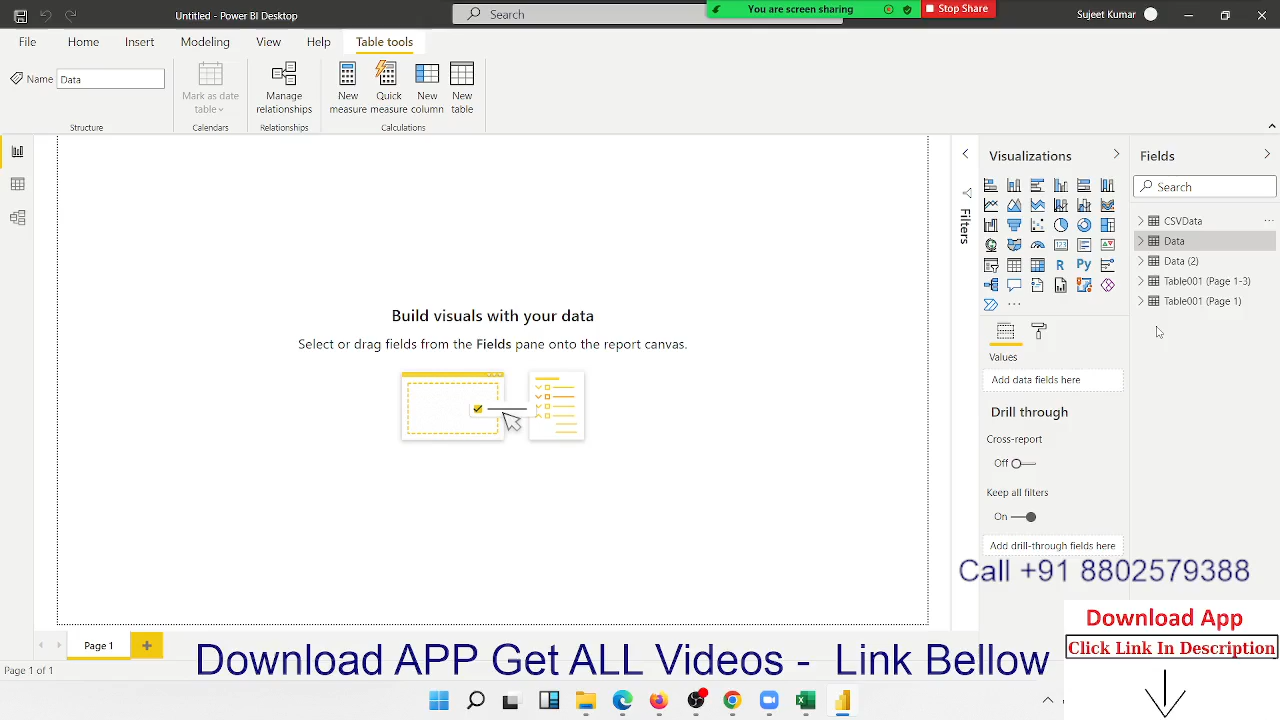 Untitled - Power BI Desktop
Search
You are screen sharing
Stop Share
Sujeet Kumar
File
Home
Insert
Modeling
View
Help
Table tools
Name
Data
Mark as date table
Manage relationships
New measure
Quick measure
New column
New table
Structure
Calendars
Relationships
Calculations
Build visuals with your data
Select or drag fields from the Fields pane onto the report canvas.
Filters
Visualizations
R
Py
123
Values
Add data fields here
Drill through
Cross-report
Off
Keep all filters
On
Add drill-through fields here
Fields
Search
CSVData
Data
Data (2)
Table001 (Page 1-3)
Table001 (Page 1)
Call +91 8802579388
Download App
Click Link In Description
Page 1
Page 1 of 1
Download APP Get ALL Videos - Link Bellow